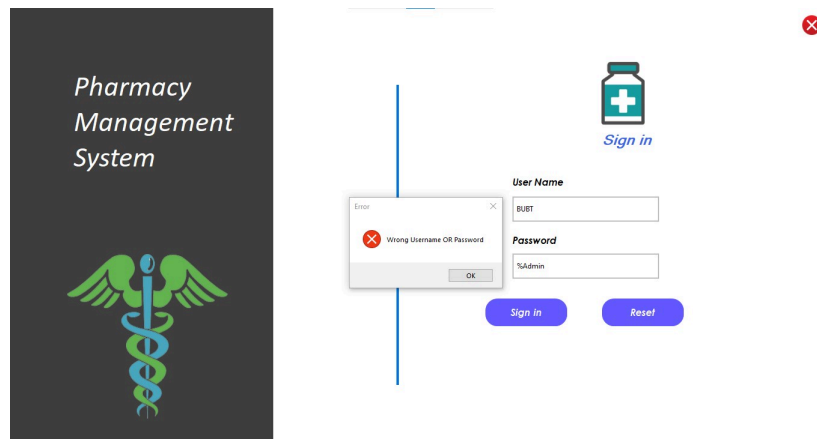 Pharmacy
Management
System
Sign in
User Name
BUBT
Error
Wrong Username OR Password
OK
Password
%Admin
Sign in
Reset